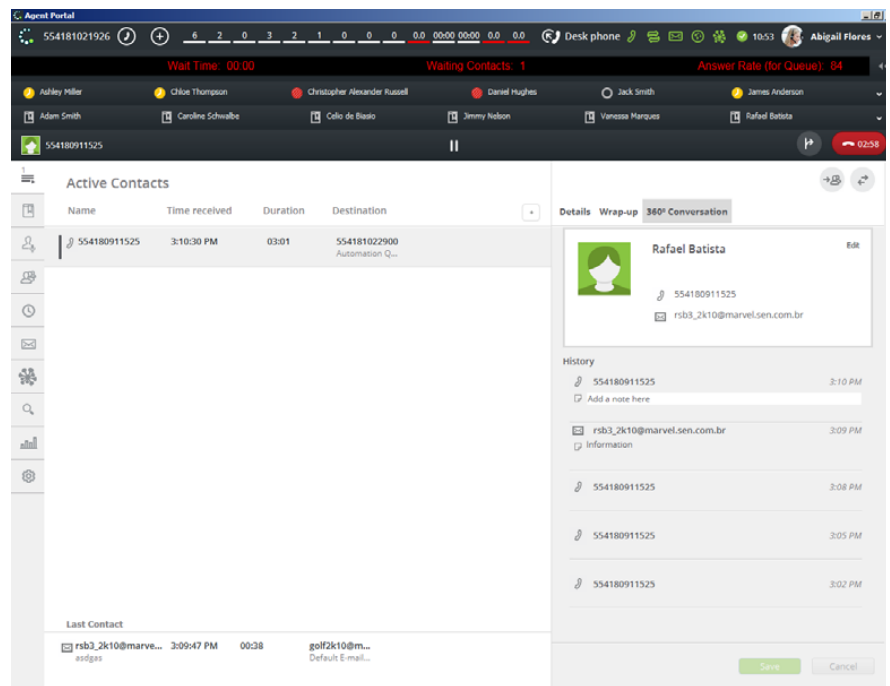 Agent Portal
554181021926 6 2 0 3 2 1 0 0 0 0.0 00:00 00:00 0.0 0.0 Desk phone 10:53 Abigail Flores
Wait Time: 00:00 Waiting Contacts: 1 Answer Rate (for Queue): 84
Ashley Miller Chloe Thompson Christopher Alexander Russell Daniel Hughes Jack Smith James Anderson
Adam Smith Caroline Schwalbe Celio de Biasio Jimmy Nelson Vanessa Marques Rafael Batista
554180911525 02:58
1
Active Contacts
Name Time received Duration Destination
Details Wrap-up 360º Conversation
554180911525 3:10:30 PM 03:01 554181022900
Automation Q...
Rafael Batista Edit
554180911525
rsb3_2k10@marvel.sen.com.br
History
554180911525 3:10 PM
Add a note here
rsb3_2k10@marvel.sen.com.br 3:09 PM
Information
554180911525 3:08 PM
554180911525 3:05 PM
554180911525 3:02 PM
Last Contact
rsb3_2k10@marve... 3:09:47 PM 00:38 golf2k10@m...
asdgas Default E-mail...
Save Cancel